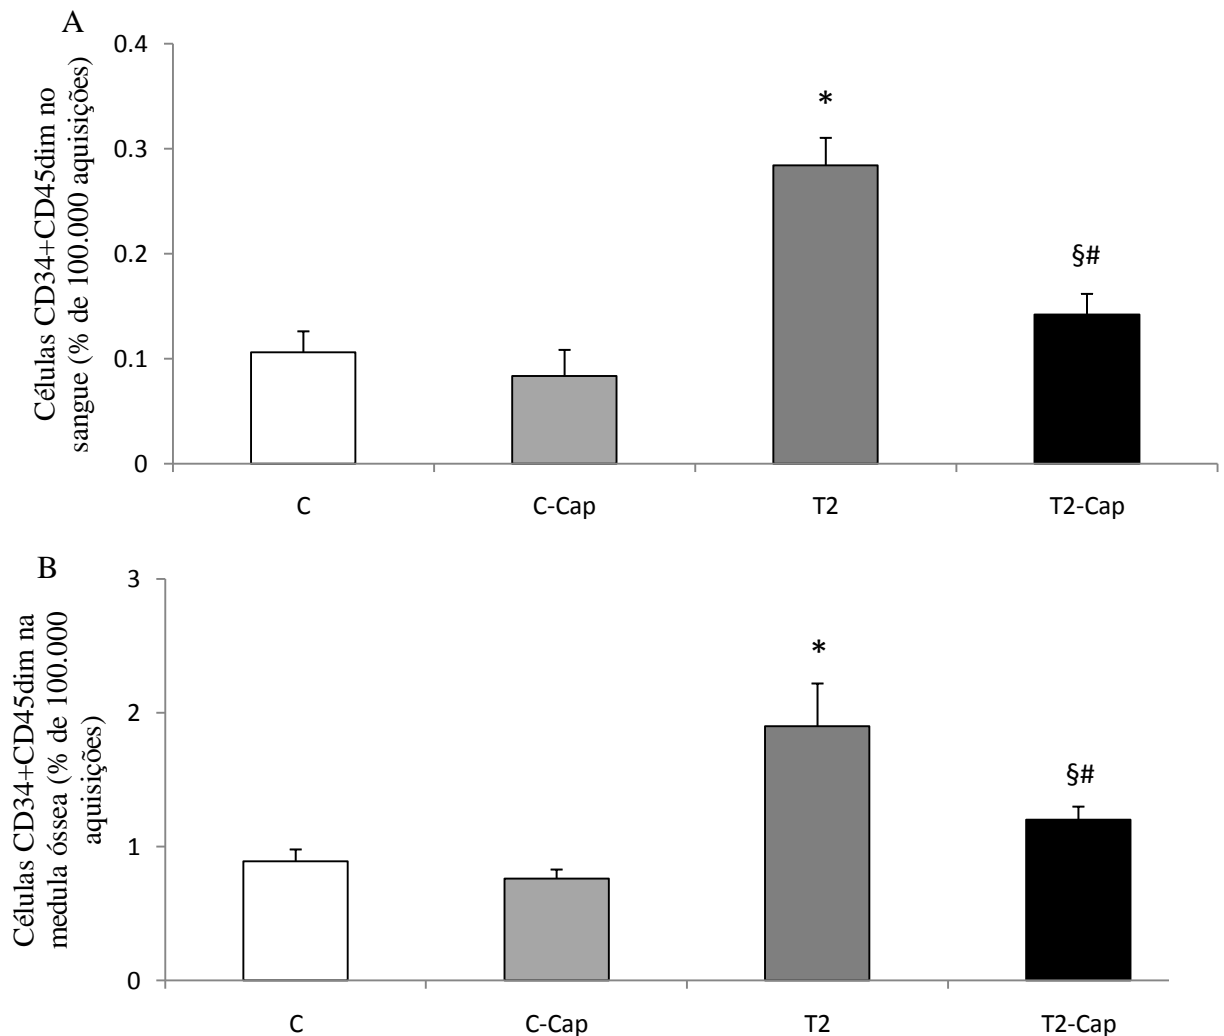 A
Células CD34+CD45dim no
sangue (% de 100.000 aquisições)
0.4
0.3
0.2
0.1
0
*
§#
C
C-Cap
T2
T2-Cap
B
Células CD34+CD45dim na
medula óssea (% de 100.000
aquisições)
3
2
1
0
*
§#
C
C-Cap
T2
T2-Cap